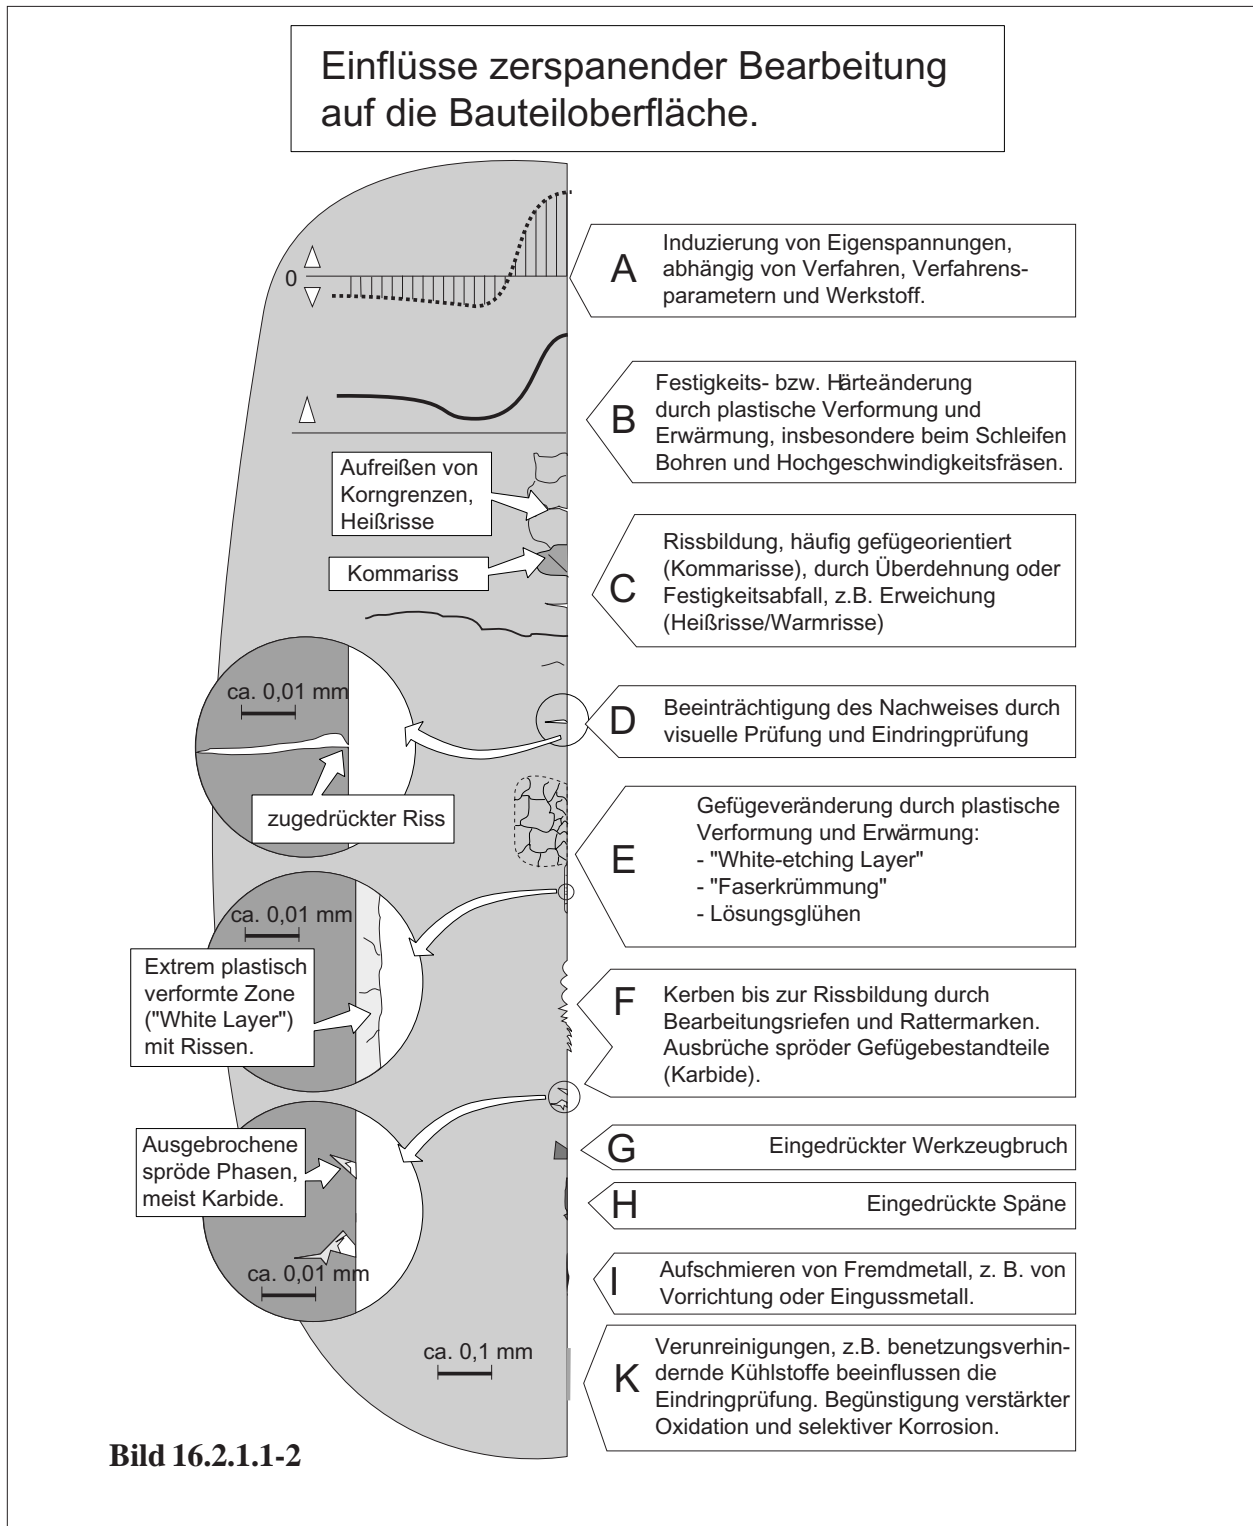 Einflüsse zerspanender Bearbeitung
auf die Bauteiloberfläche.
0
A
Induzierung von Eigenspannungen,
abhängig von Verfahren, Verfahrens-
parametern und Werkstoff.
B
Festigkeits- bzw. Härteänderung
durch plastische Verformung und
Erwärmung, insbesondere beim Schleifen
Bohren und Hochgeschwindigkeitsfräsen.
Aufreißen von
Korngrenzen,
Heißrisse
Kommariss
C
Rissbildung, häufig gefügeorientiert
(Kommarisse), durch Überdehnung oder
Festigkeitsabfall, z.B. Erweichung
(Heißrisse/Warmrisse)
ca. 0,01 mm
zugedrückter Riss
D
Beeinträchtigung des Nachweises durch
visuelle Prüfung und Eindringprüfung
E
Gefügeveränderung durch plastische
Verformung und Erwärmung:
- "White-etching Layer"
- "Faserkrümmung"
- Lösungsglühen
ca. 0,01 mm
Extrem plastisch
verformte Zone
("White Layer")
mit Rissen.
F
Kerben bis zur Rissbildung durch
Bearbeitungsriefen und Rattermarken.
Ausbrüche spröder Gefügebestandteile
(Karbide).
Ausgebrochene
spröde Phasen,
meist Karbide.
ca. 0,01 mm
G
Eingedrückter Werkzeugbruch
H
Eingedrückte Späne
I
Aufschmieren von Fremdmetall, z. B. von
Vorrichtung oder Eingussmetall.
ca. 0,1 mm
K
Verunreinigungen, z.B. benetzungsverhin-
dernde Kühlstoffe beeinflussen die
Eindringprüfung. Begünstigung verstärkter
Oxidation und selektiver Korrosion.
Bild 16.2.1.1-2